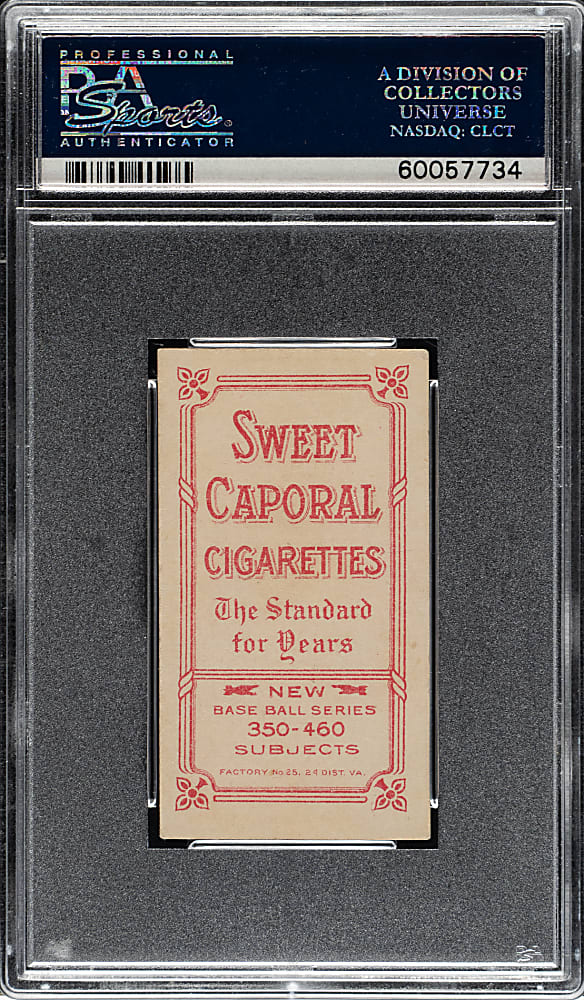 PROFESSIONAL
PSA
Sports
AUTHENTICATOR
A DIVISION OF
COLLECTORS
UNIVERSE
NASDAQ: CLCT
60057734
SWEET
CAPORAL
CIGARETTES
The Standard
for Years
NEW
BASE BALL SERIES
350-460
SUBJECTS
FACTORY No 25, 2d DIST. VA.